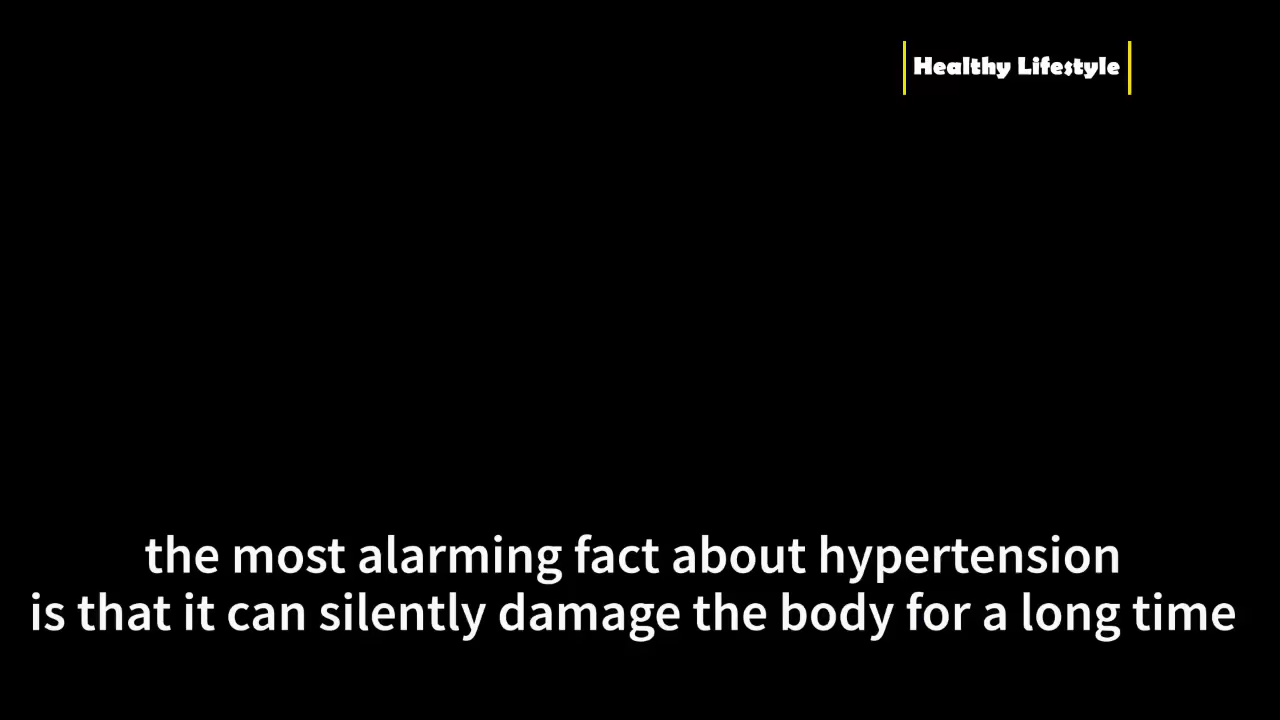 Healthy Lifestyle
the most alarming fact about hypertension
is that it can silently damage the body for a long time